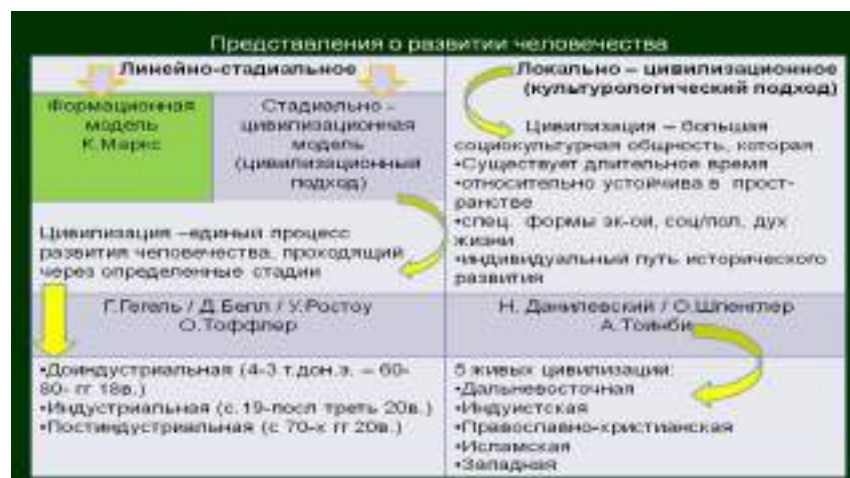 Представления о развитии человечества
Линейно-стадиальное
Формационная
модель
К.Маркс
Стадиально –
цивилизационная
модель
(цивилизационный
подход)
Цивилизация –единый процесс
развития человечества, проходящий
через определенные стадии
Г.Гегель / Д.Белл / У.Ростоу
О.Тоффлер
•Доиндустриальная (4-3 т.дон.э. – 60-
80- гг 18в.)
•Индустриальная (с.19-посл треть 20в.)
•Постиндустриальная (с 70-х гг 20в.)
Локально – цивилизационное
(культурологический подход)
Цивилизация – большая
социокультурная общность, которая
•Существует длительное время
•относительно устойчива в прост-
ранстве
•спец. формы эк-ой, соц/пол, дух
жизни
•индивидуальный путь исторического
развития
Н. Данилевский / О.Шпенглер
А.Тоинби
5 живых цивилизаций:
•Дальневосточная
•Индуистская
•Православно-христианская
•Исламская
•Западная